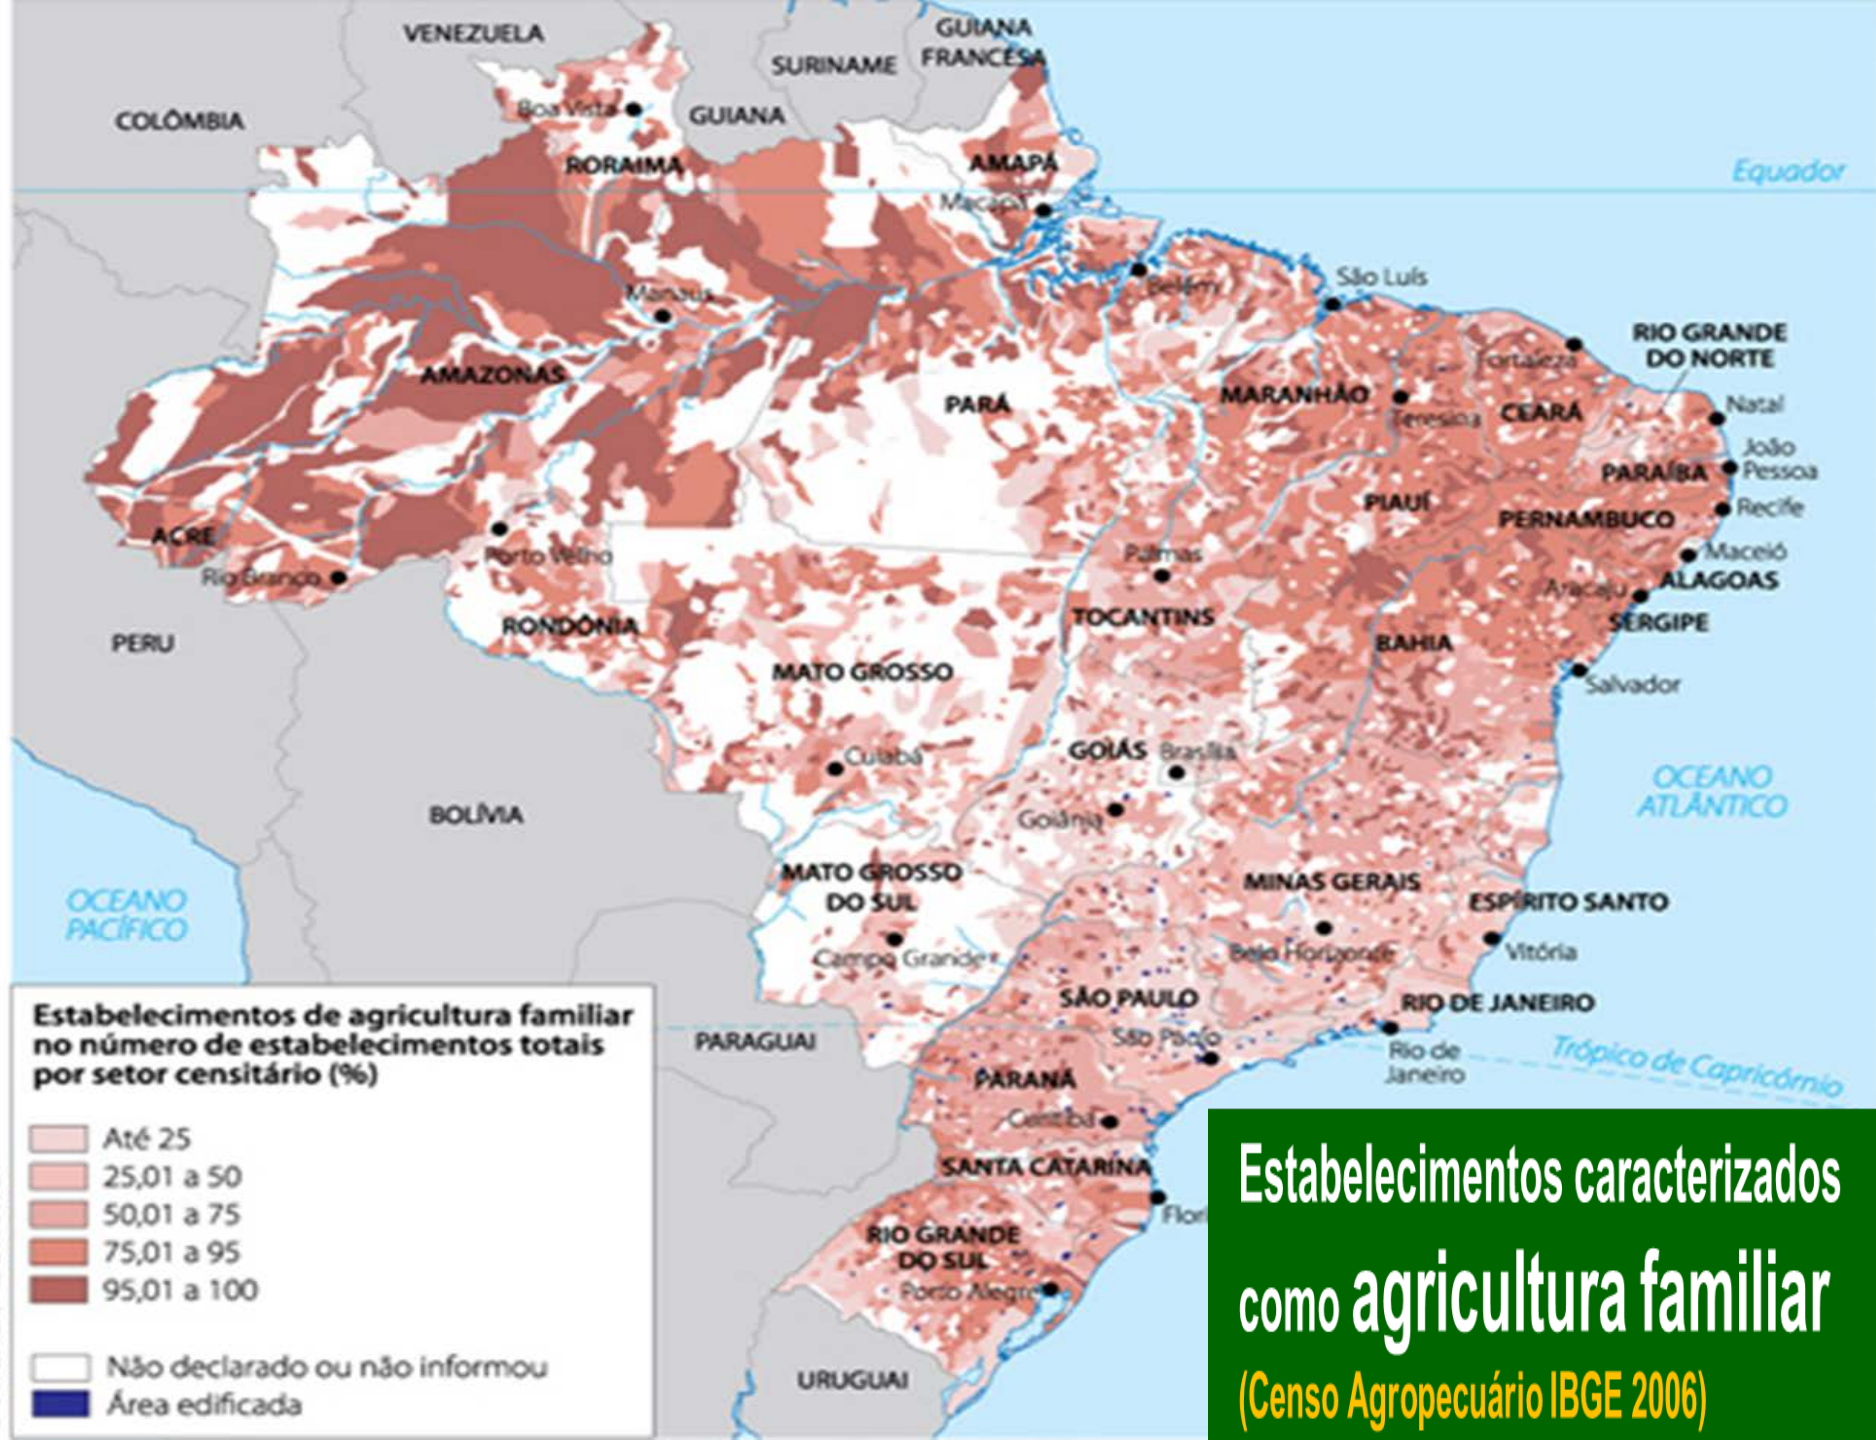 VENEZUELA
GUIANA
FRANCESA
SURINAME
COLÔMBIA
GUIANA
Boa Vista
RORAIMA
AMAPÁ
Equador
Macapá
Belém
São Luís
Manaus
RIO GRANDE
DO NORTE
Fortaleza
AMAZONAS
PARÁ
MARANHÃO
Teresina
CEARÁ
Natal
João
Pessoa
PARAÍBA
PIAUÍ
PERNAMBUCO
Recife
ACRE
Porto Velho
Palmas
Maceió
Rio Branco
Aracaju
ALAGOAS
TOCANTINS
SERGIPE
RONDÔNIA
PERU
BAHIA
MATO GROSSO
Salvador
Cuiabá
GOIÁS
Brasília
OCEANO
ATLÂNTICO
BOLÍVIA
Goiânia
MATO GROSSO
DO SUL
MINAS GERAIS
ESPÍRITO SANTO
OCEANO
PACÍFICO
Campo Grande
Belo Horizonte
Vitória
SÃO PAULO
RIO DE JANEIRO
São Paulo
PARAGUAI
Rio de
Janeiro
Trópico de Capricórnio
PARANÁ
Curitiba
SANTA CATARINA
Flori
RIO GRANDE
DO SUL
Porto Alegre
URUGUAI
Estabelecimentos de agricultura familiar
no número de estabelecimentos totais
por setor censitário (%)
Até 25
25,01 a 50
50,01 a 75
75,01 a 95
95,01 a 100
Não declarado ou não informou
Área edificada
Estabelecimentos caracterizados
como agricultura familiar
(Censo Agropecuário IBGE 2006)